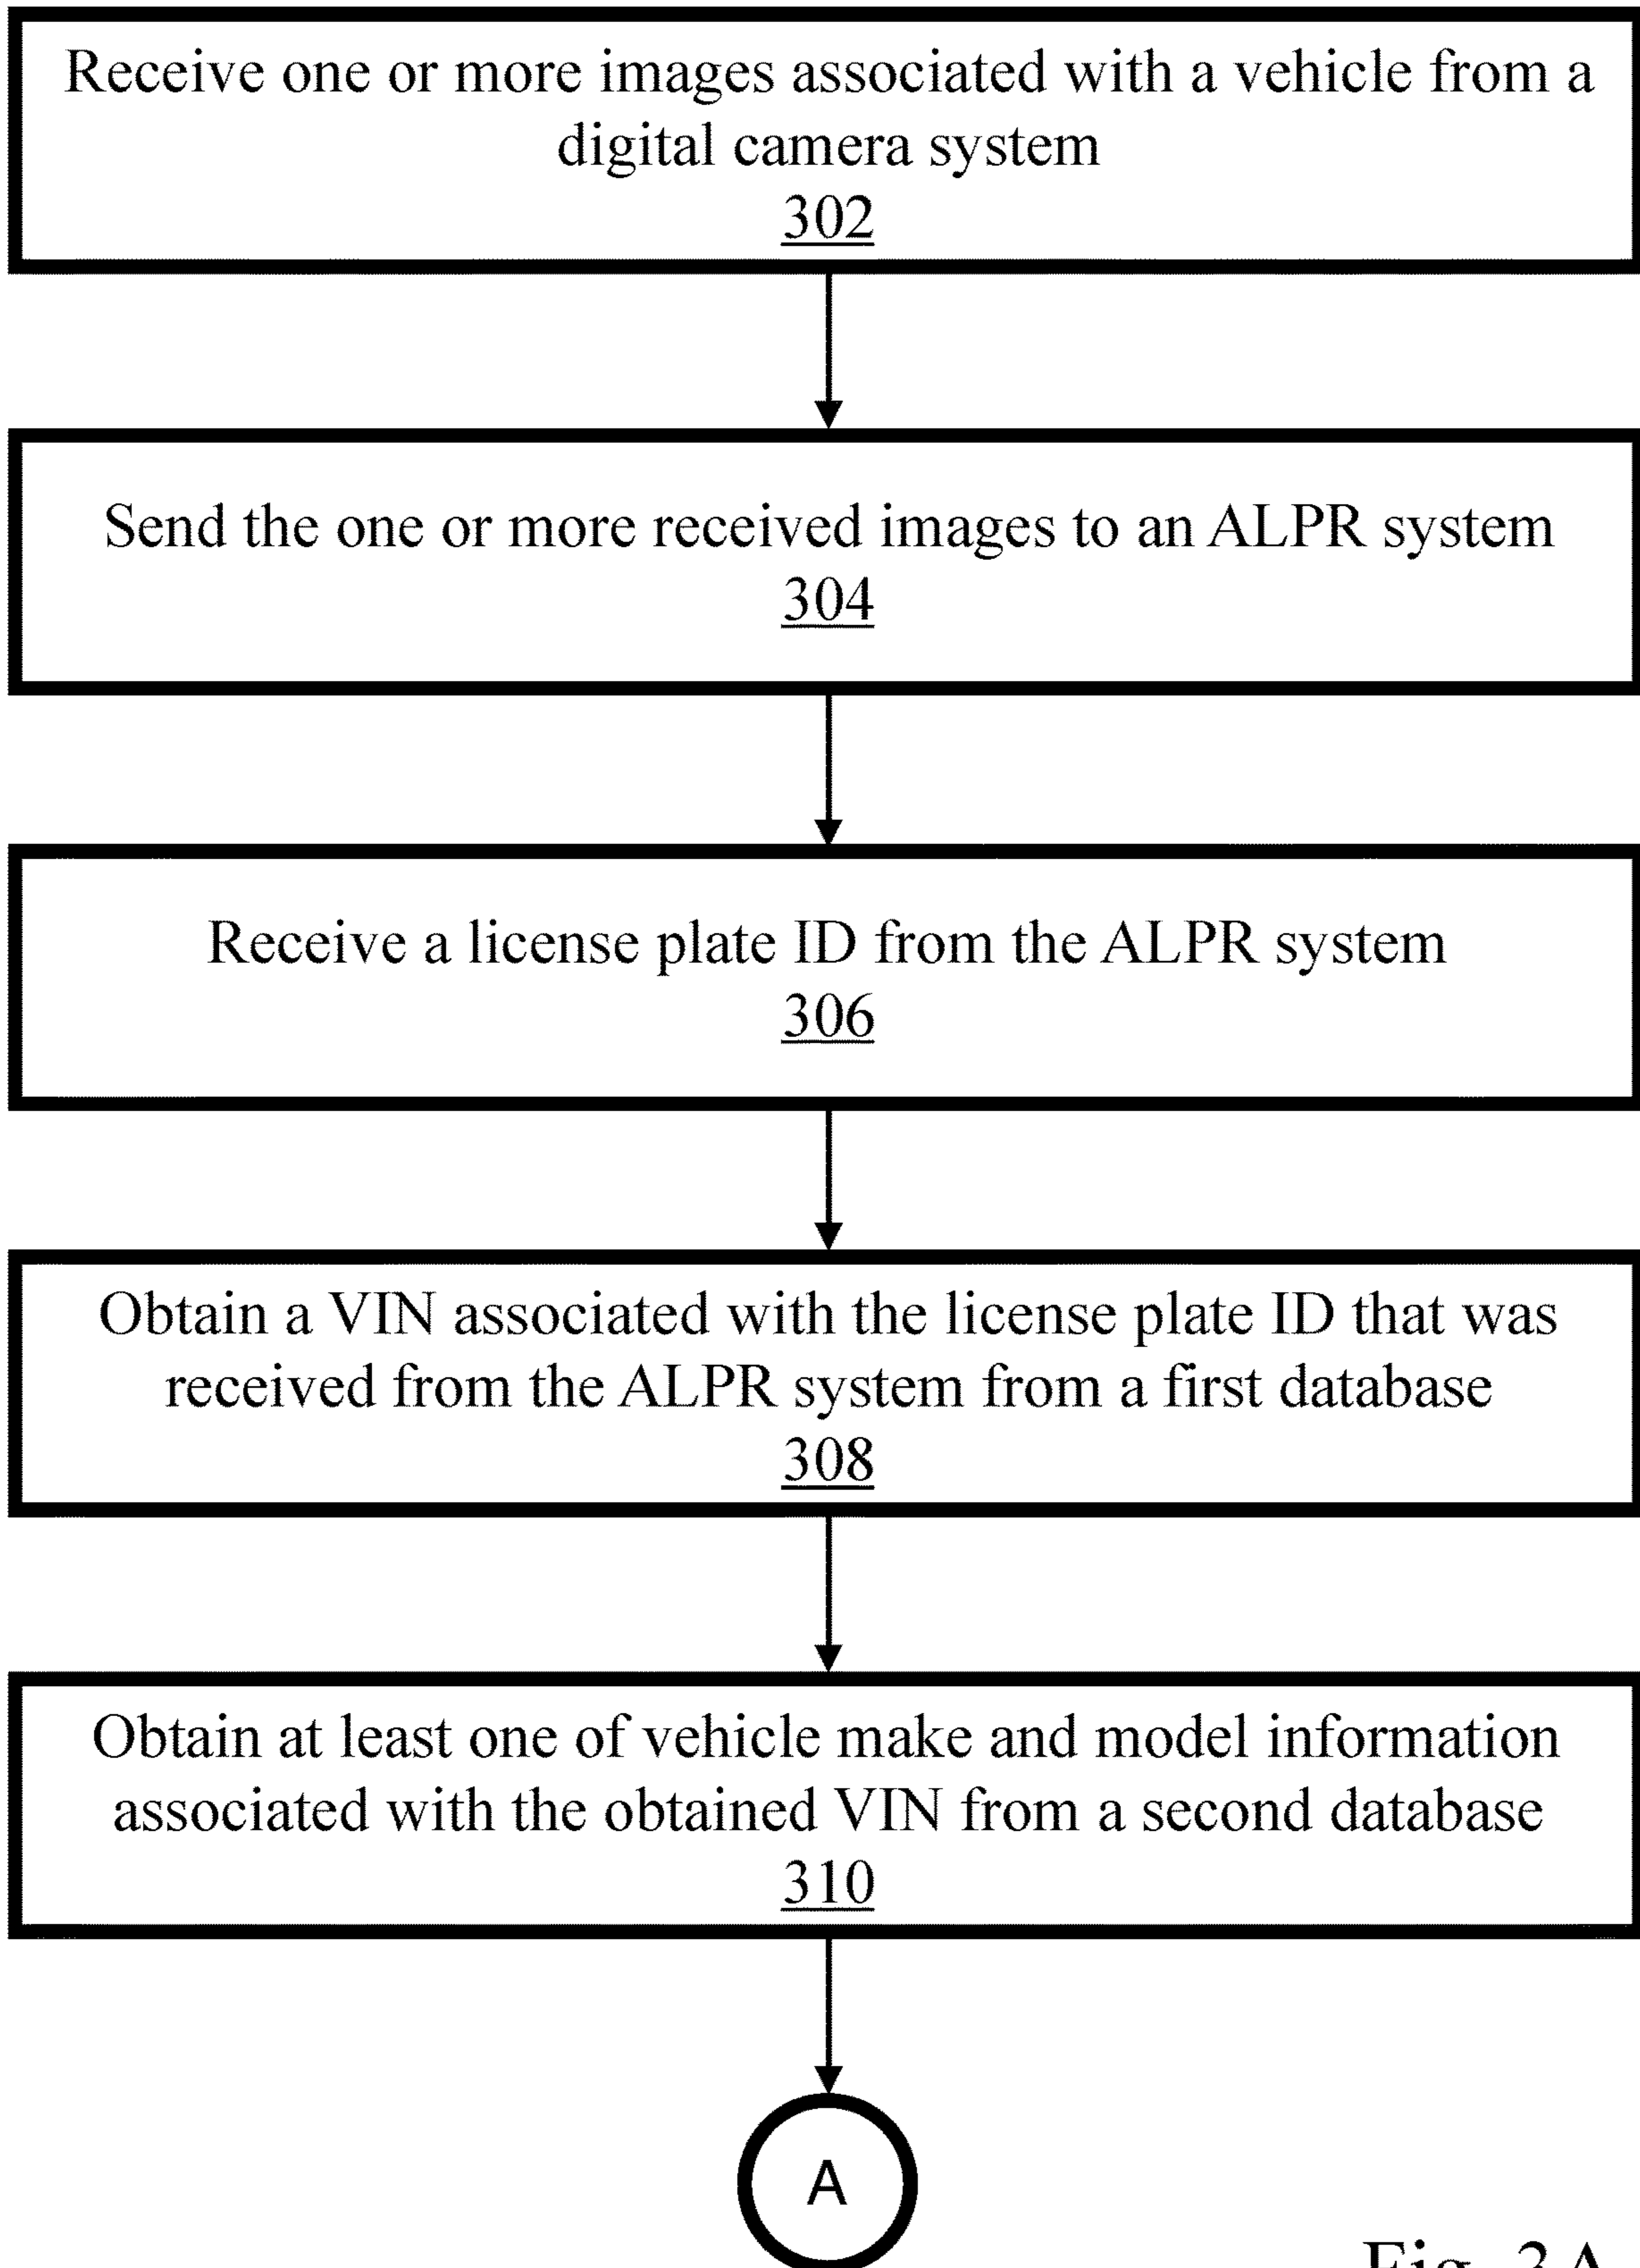 Receive one or more images associated with a vehicle from a
digital camera system
302
Send the one or more received images to an ALPR system
304
Receive a license plate ID from the ALPR system
306
Obtain a VIN associated with the license plate ID that was
received from the ALPR system from a first database
308
Obtain at least one of vehicle make and model information
associated with the obtained VIN from a second database
310
A
Fig. 3A